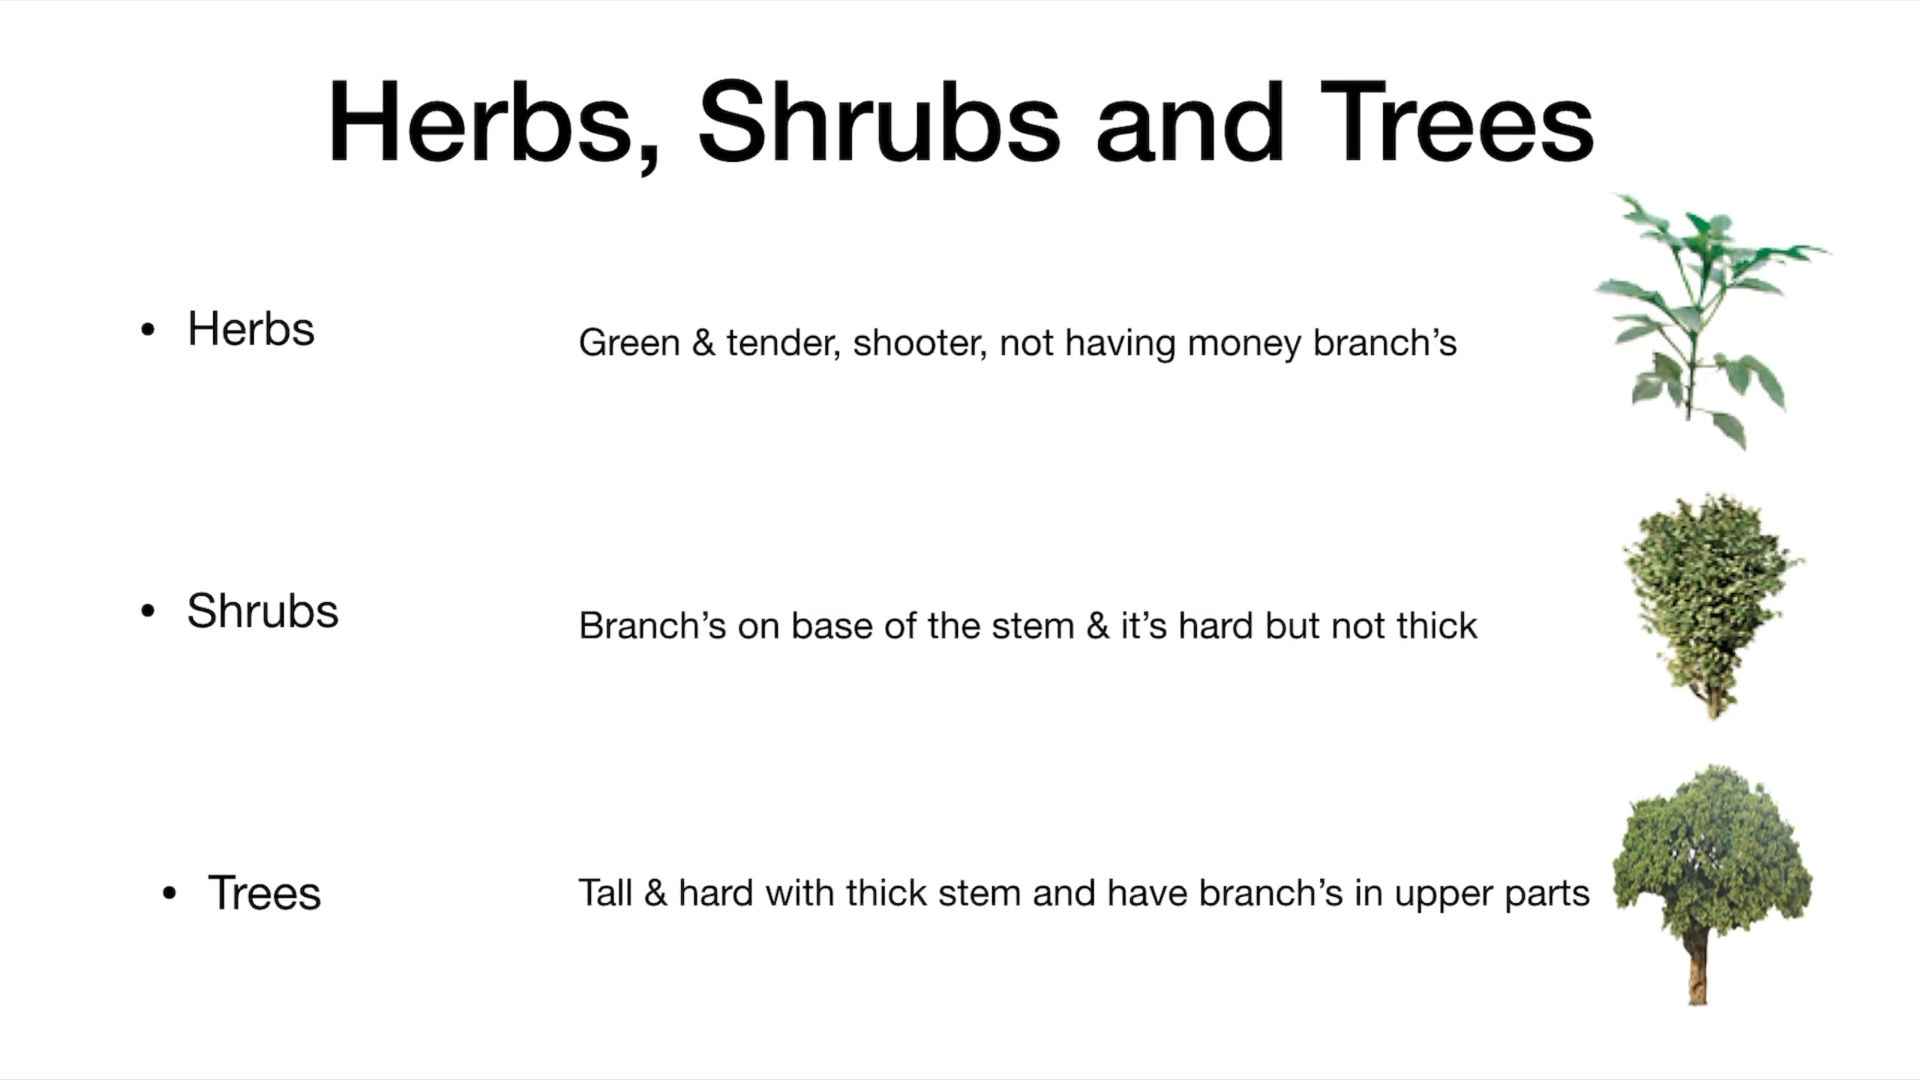 Herbs, Shrubs and Trees
• Herbs
Green & tender, shooter, not having money branch’s
• Shrubs
Branch’s on base of the stem & it’s hard but not thick
• Trees
Tall & hard with thick stem and have branch’s in upper parts